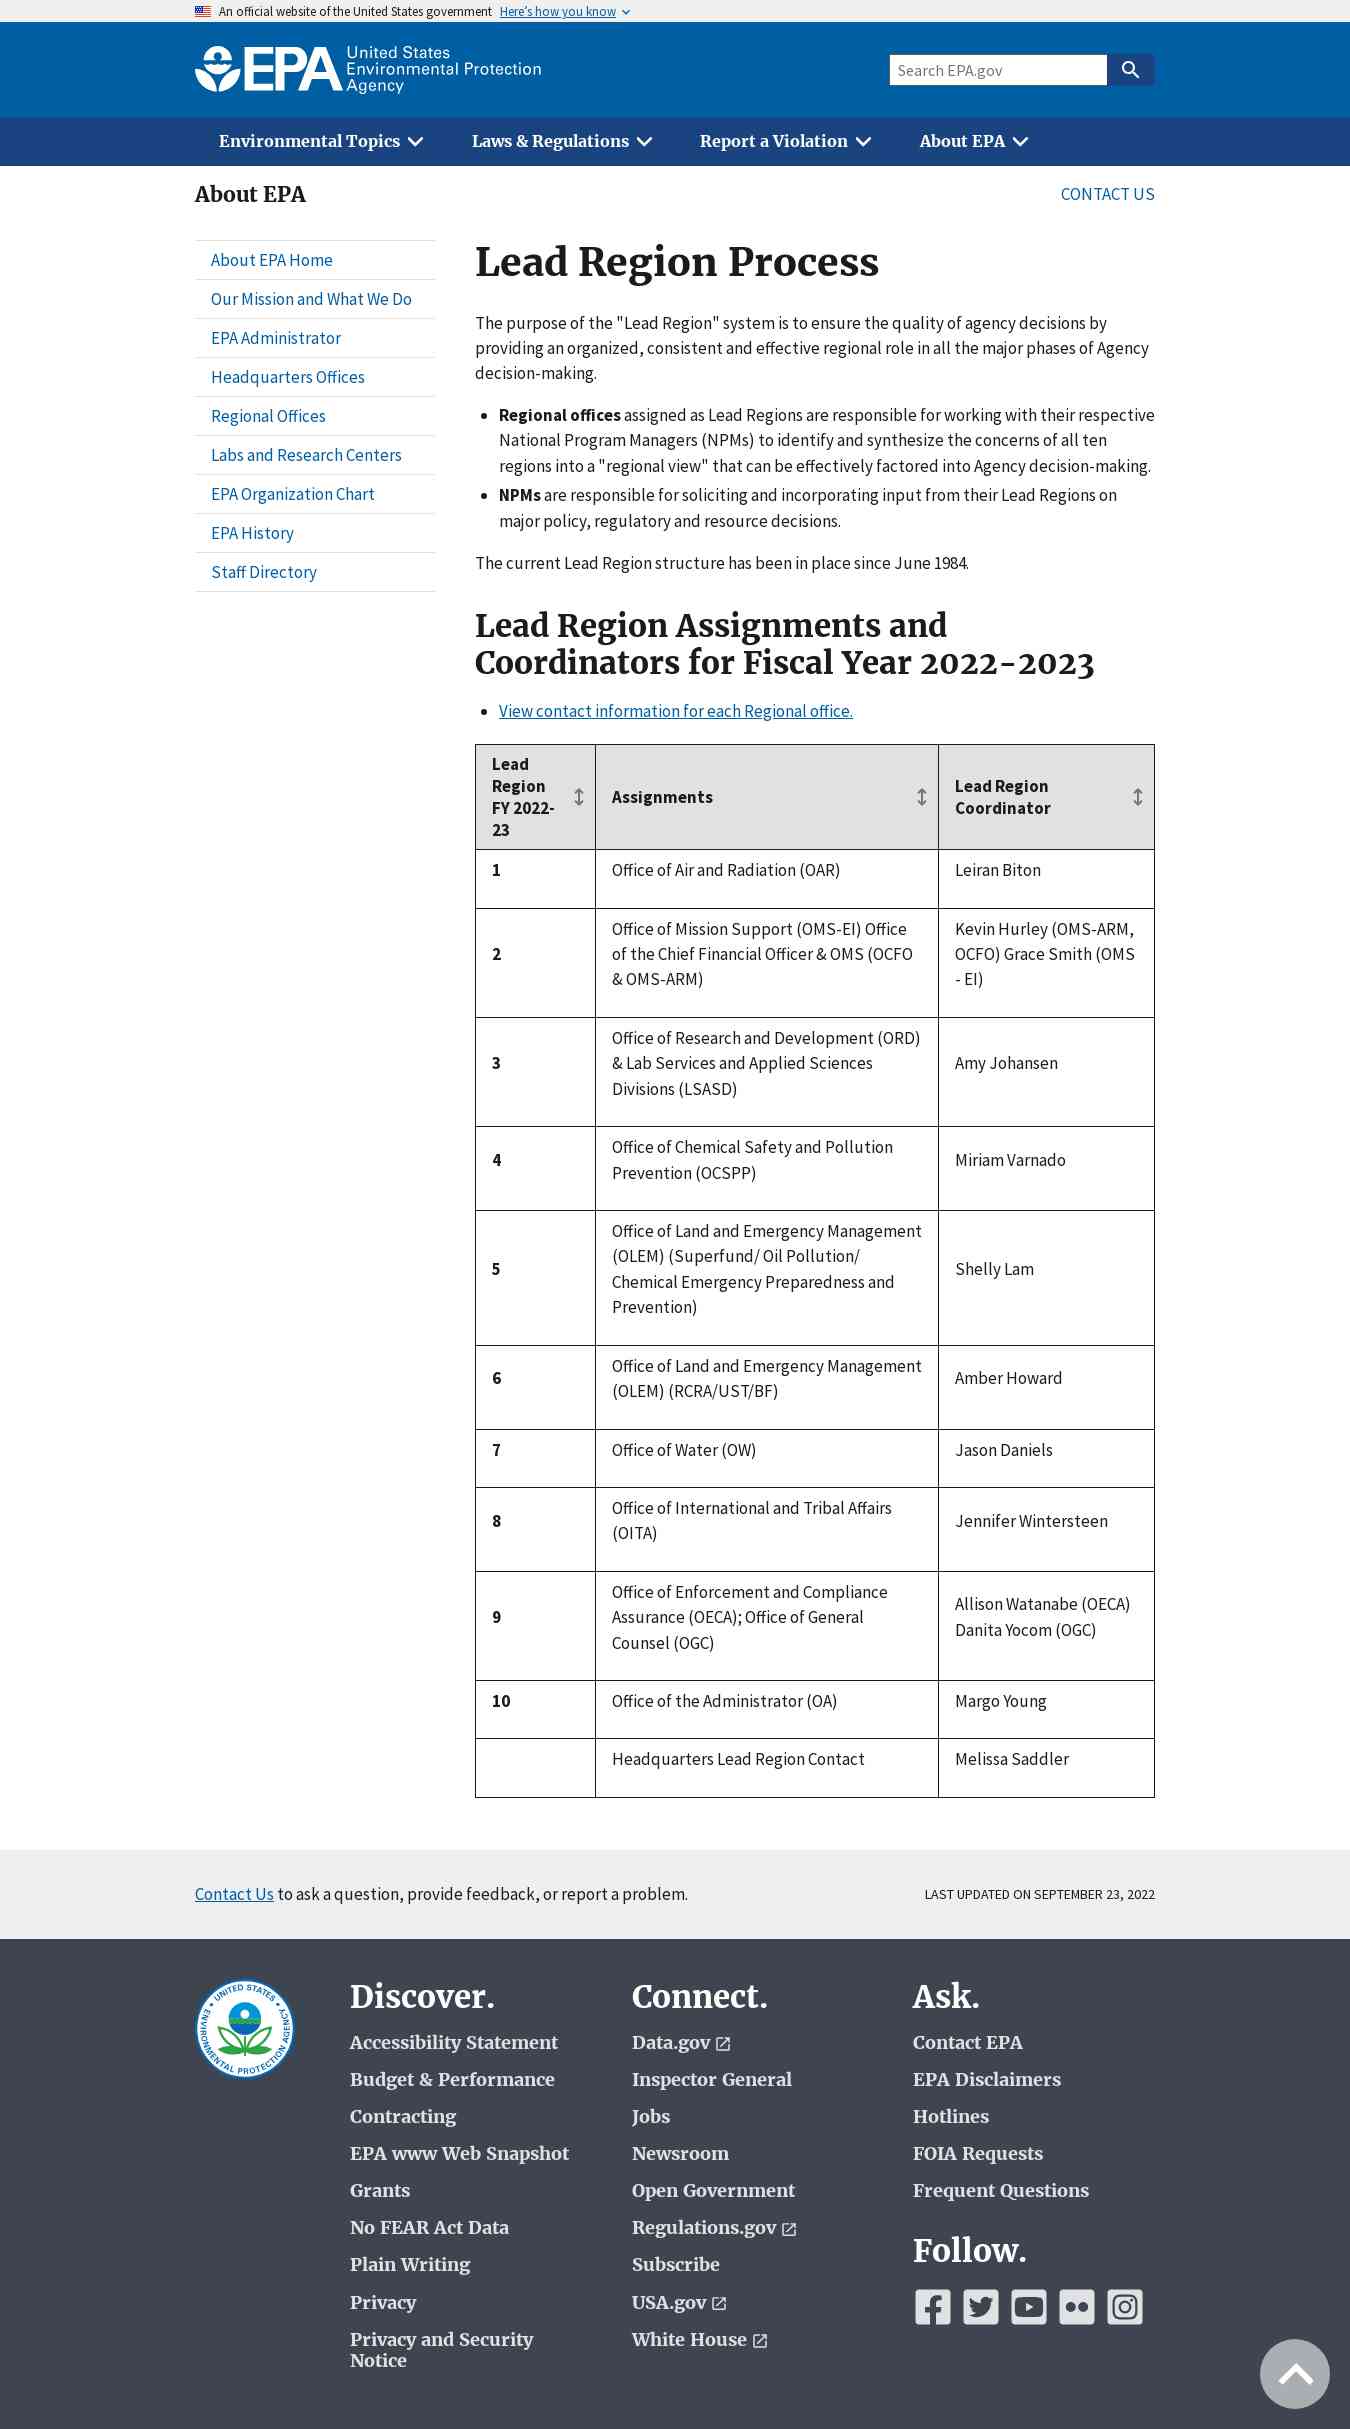 An official website of the United States government Here's how you know
EPA United States
Environmental Protection
Agency
Search EPA.gov
Environmental Topics
Laws & Regulations
Report a Violation
About EPA
About EPA
CONTACT US
About EPA Home
Our Mission and What We Do
EPA Administrator
Headquarters Offices
Regional Offices
Labs and Research Centers
EPA Organization Chart
EPA History
Staff Directory
Lead Region Process
The purpose of the "Lead Region" system is to ensure the quality of agency decisions by
providing an organized, consistent and effective regional role in all the major phases of Agency
decision-making.
Regional offices assigned as Lead Regions are responsible for working with their respective
National Program Managers (NPMs) to identify and synthesize the concerns of all ten
regions into a "regional view" that can be effectively factored into Agency decision-making.
NPMs are responsible for soliciting and incorporating input from their Lead Regions on
major policy, regulatory and resource decisions.
The current Lead Region structure has been in place since June 1984.
Lead Region Assignments and
Coordinators for Fiscal Year 2022-2023
View contact information for each Regional office.
Lead
Region
FY 2022-
23
Assignments
Lead Region
Coordinator
1
Office of Air and Radiation (OAR)
Leiran Biton
2
Office of Mission Support (OMS-EI) Office
of the Chief Financial Officer & OMS (OCFO
& OMS-ARM)
Kevin Hurley (OMS-ARM,
OCFO) Grace Smith (OMS
- EI)
3
Office of Research and Development (ORD)
& Lab Services and Applied Sciences
Divisions (LSASD)
Amy Johansen
4
Office of Chemical Safety and Pollution
Prevention (OCSPP)
Miriam Varnado
5
Office of Land and Emergency Management
(OLEM) (Superfund/ Oil Pollution/
Chemical Emergency Preparedness and
Prevention)
Shelly Lam
6
Office of Land and Emergency Management
(OLEM) (RCRA/UST/BF)
Amber Howard
7
Office of Water (OW)
Jason Daniels
8
Office of International and Tribal Affairs
(OITA)
Jennifer Wintersteen
9
Office of Enforcement and Compliance
Assurance (OECA); Office of General
Counsel (OGC)
Allison Watanabe (OECA)
Danita Yocom (OGC)
10
Office of the Administrator (OA)
Margo Young
Headquarters Lead Region Contact
Melissa Saddler
Contact Us to ask a question, provide feedback, or report a problem.
LAST UPDATED ON SEPTEMBER 23, 2022
UNITED STATES
ENVIRONMENTAL PROTECTION AGENCY
Discover.
Accessibility Statement
Budget & Performance
Contracting
EPA www Web Snapshot
Grants
No FEAR Act Data
Plain Writing
Privacy
Privacy and Security
Notice
Connect.
Data.gov
Inspector General
Jobs
Newsroom
Open Government
Regulations.gov
Subscribe
USA.gov
White House
Ask.
Contact EPA
EPA Disclaimers
Hotlines
FOIA Requests
Frequent Questions
Follow.